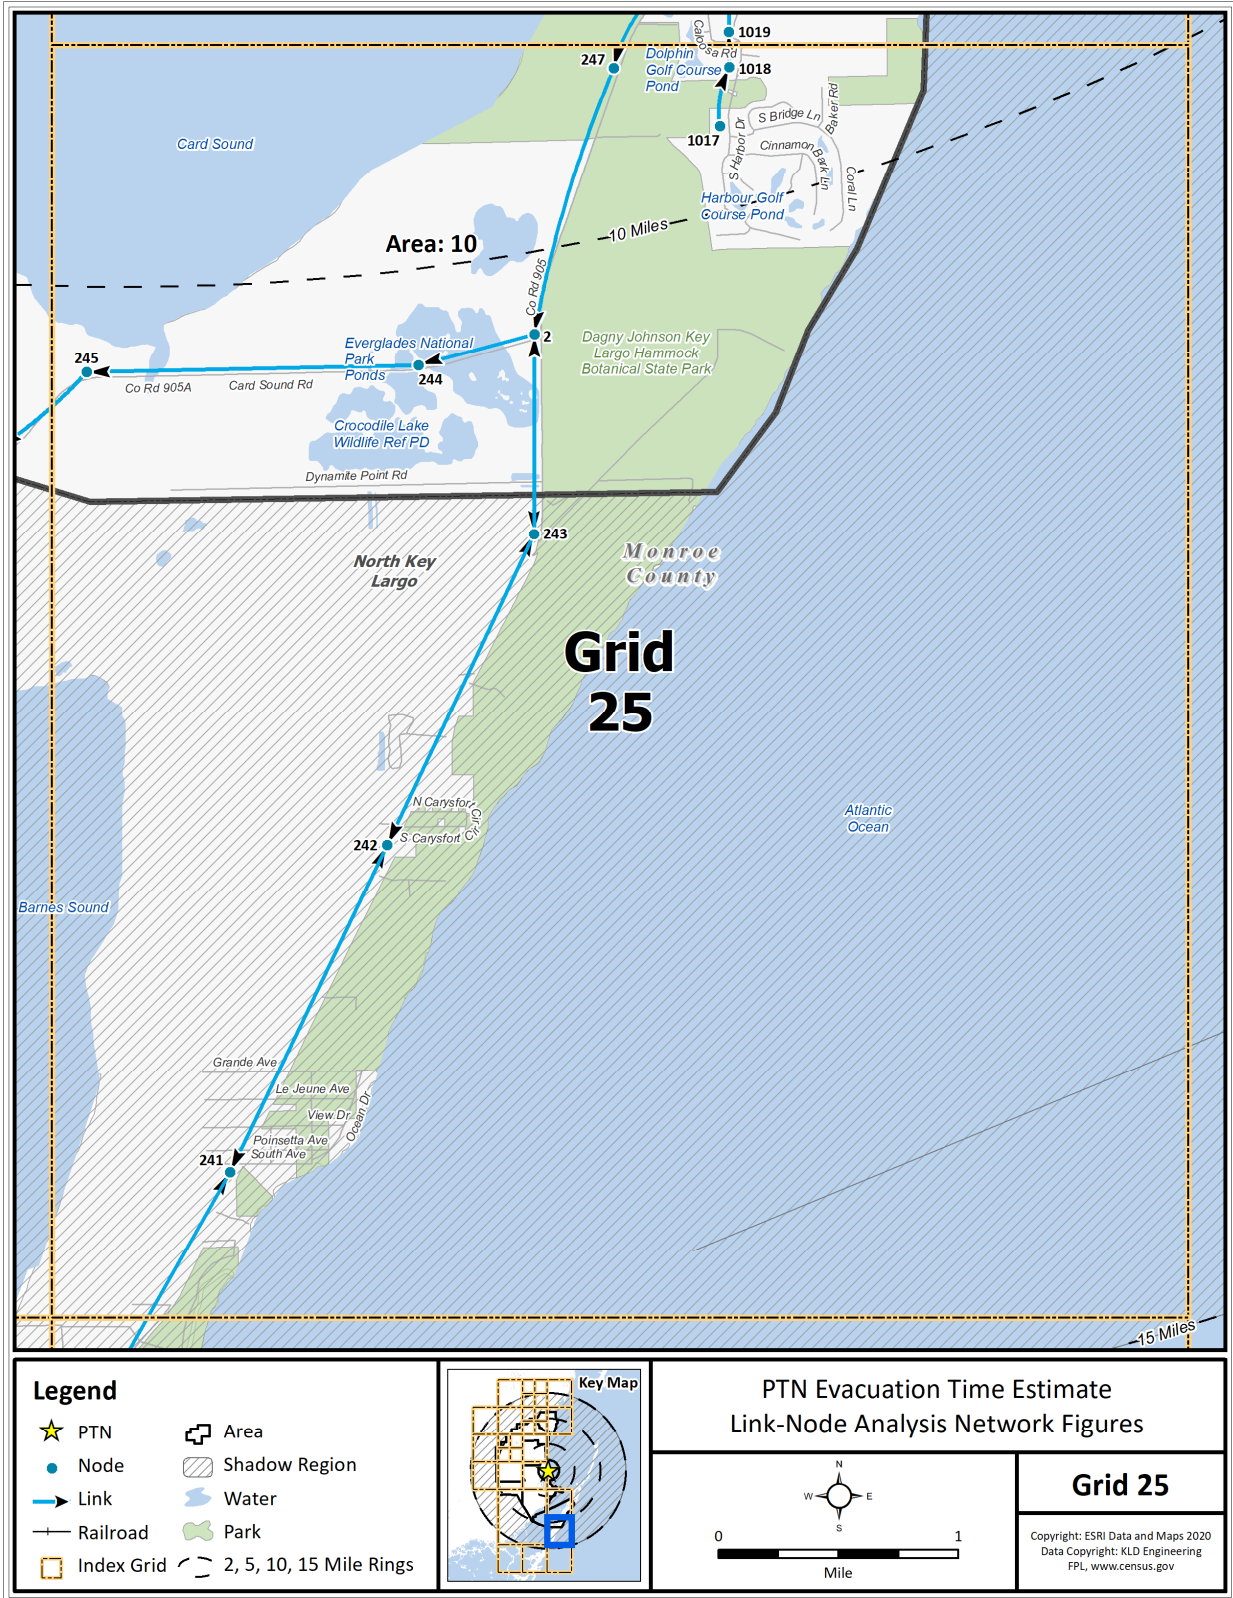 1019
247
Caloosa Rd
Dolphin
Golf Course
Pond
1018
1017
S Harbor Dr
S Bridge Ln
Baker Rd
Card Sound
Cinnamon
Bark Ln
Coral Ln
Harbour Golf
Course Pond
10 Miles
Area: 10
Co Rd 905
2
Everglades National
Park
Ponds
Dagny Johnson Key
Largo Hammock
Botanical State Park
245
244
Co Rd 905A
Card Sound Rd
Crocodile Lake
Wildlife Ref PD
Dynamite Point Rd
243
Monroe
County
North Key
Largo
Grid
25
N Carysfort Cir
S Carysfort Cir
242
Atlantic
Ocean
Barnes Sound
Grande Ave
Le Jeune Ave
View Dr
Ocean Dr
Poinsetta Ave
South Ave
241
15 Miles
Legend
PTN
Area
Node
Shadow Region
Link
Water
Railroad
Park
Index Grid
2, 5, 10, 15 Mile Rings
Key Map
PTN Evacuation Time Estimate
Link-Node Analysis Network Figures
N
W E
S
0 1
Mile
Grid 25
Copyright: ESRI Data and Maps 2020
Data Copyright: KLD Engineering
FPL, www.census.gov